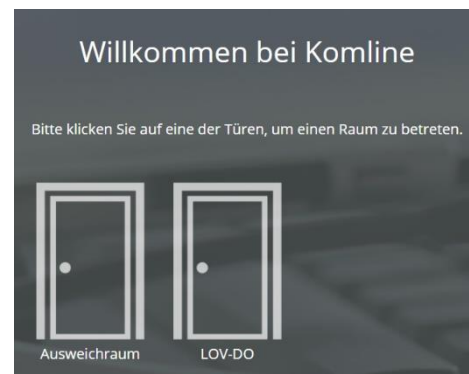 Willkommen bei Komline
Bitte klicken Sie auf eine der Türen, um einen Raum zu betreten.
Ausweichraum LOV-DO